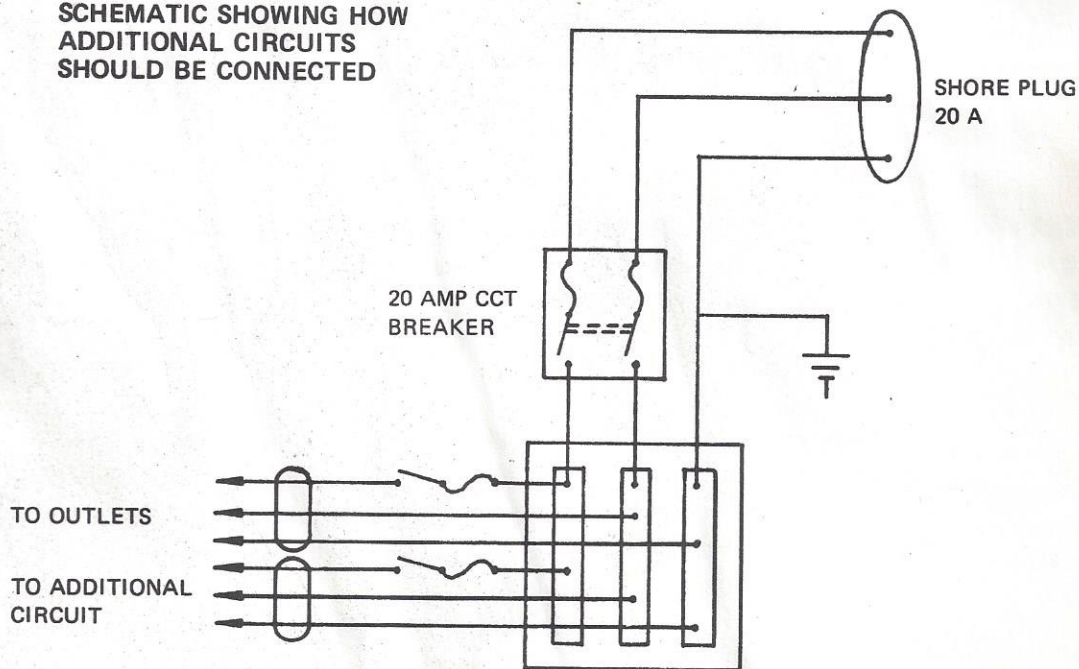 SCHEMATIC SHOWING HOW
ADDITIONAL CIRCUITS
SHOULD BE CONNECTED
SHORE PLUG
20 A
20 AMP CCT
BREAKER
TO OUTLETS
TO ADDITIONAL
CIRCUIT